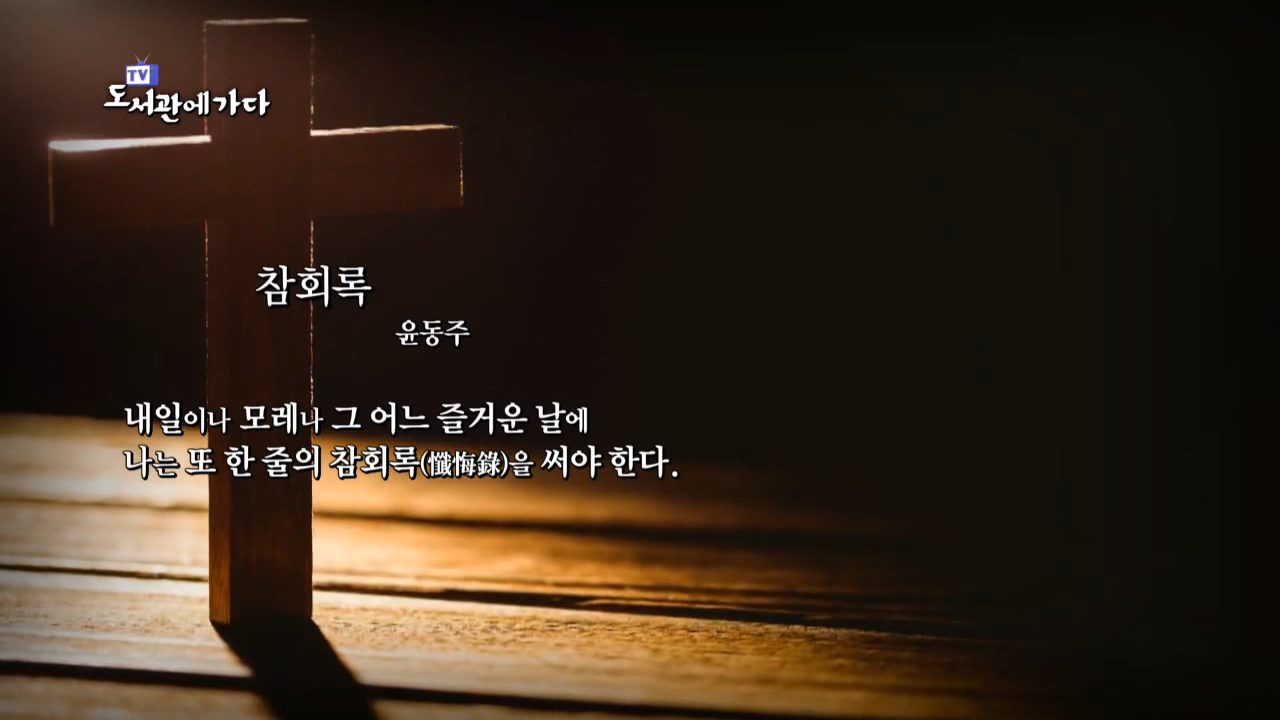 TV
도서관에가다
참회록
윤동주
내일이나 모레나 그 어느 즐거운 날에
나는 또 한 줄의 참회록(懺悔錄)을 써야 한다.